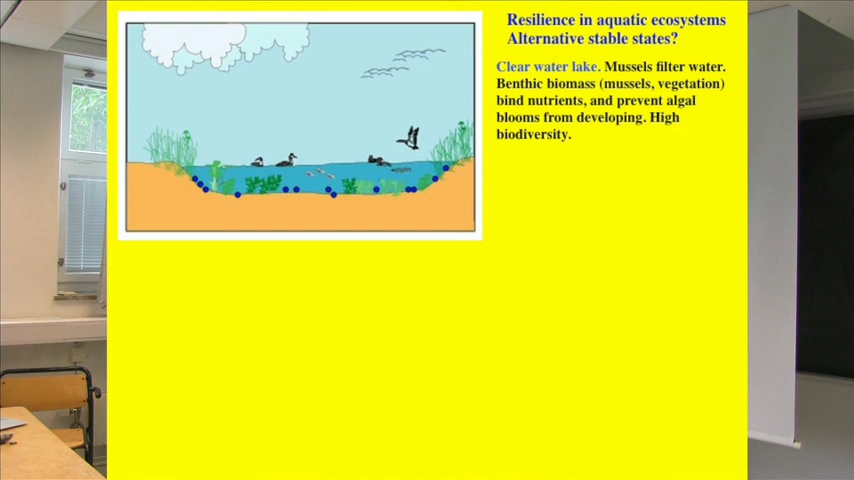 Resilience in aquatic ecosystems
Alternative stable states?
Clear water lake. Mussels filter water.
Benthic biomass (mussels, vegetation)
bind nutrients, and prevent algal
blooms from developing. High
biodiversity.